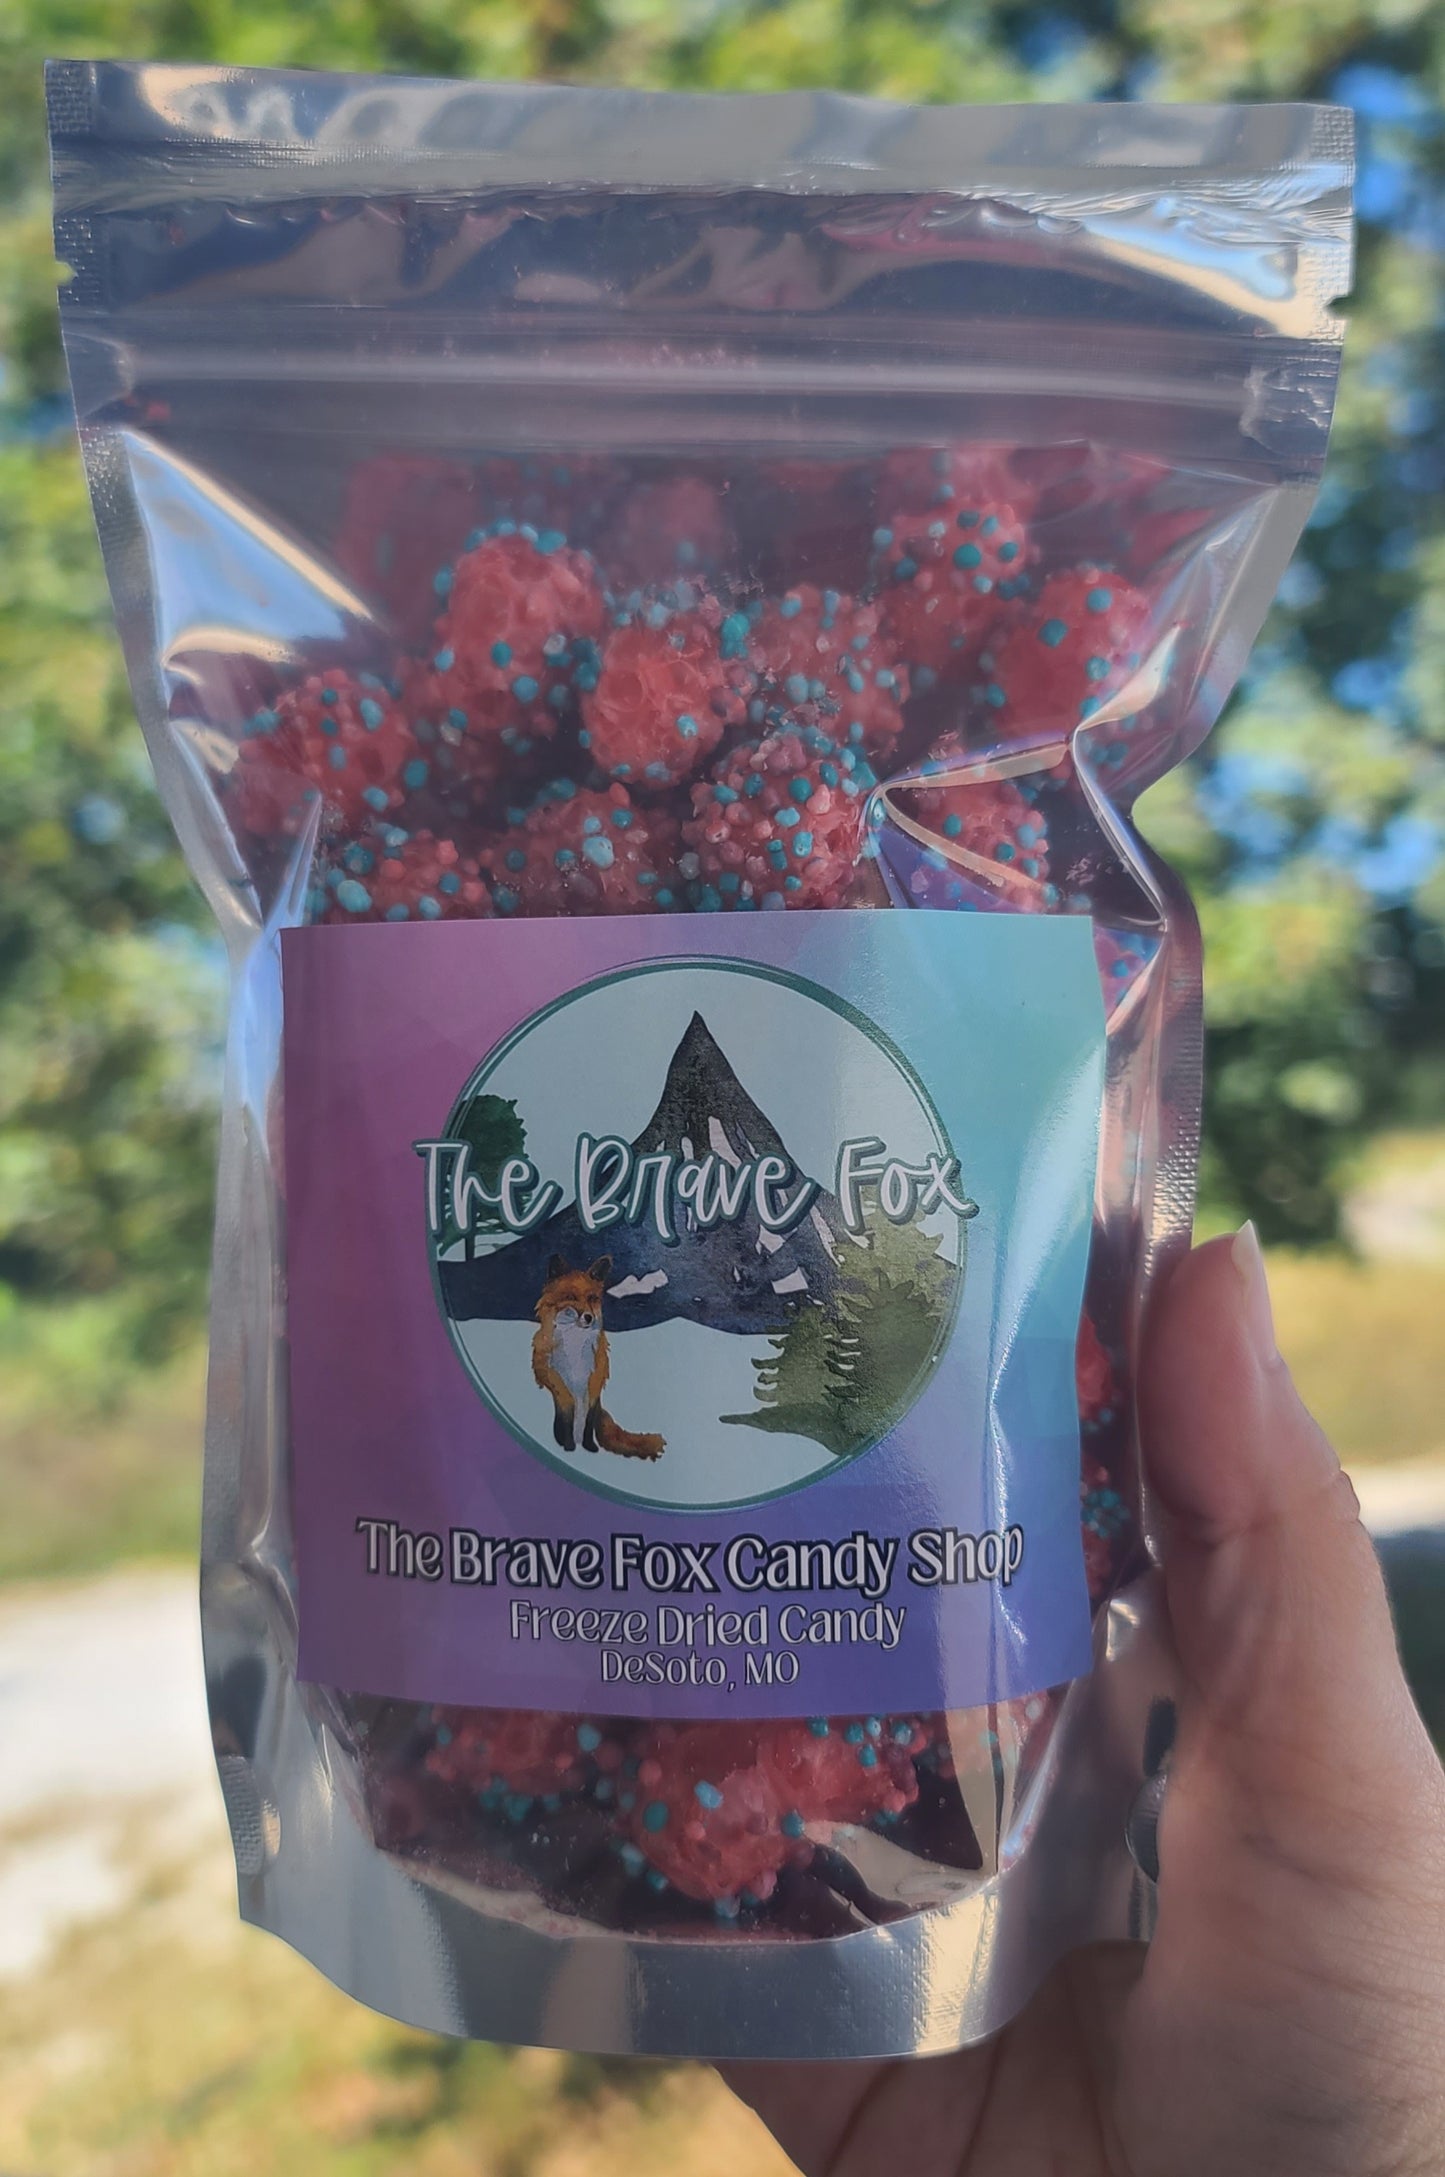 The Brave Fox
The Brave Fox Candy Shop
Freeze Dried Candy
DeSoto, MO